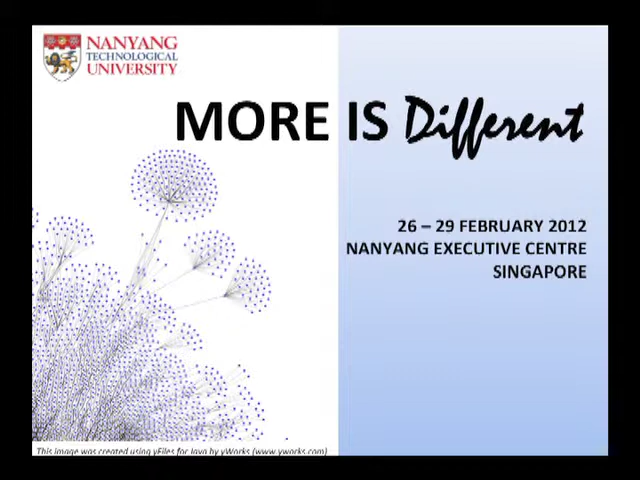 NANYANG
TECHNOLOGICAL
UNIVERSITY
MORE IS Different
26 – 29 FEBRUARY 2012
NANYANG EXECUTIVE CENTRE
SINGAPORE
This image was created using yFiles for Java by yWorks (www.yworks.com)